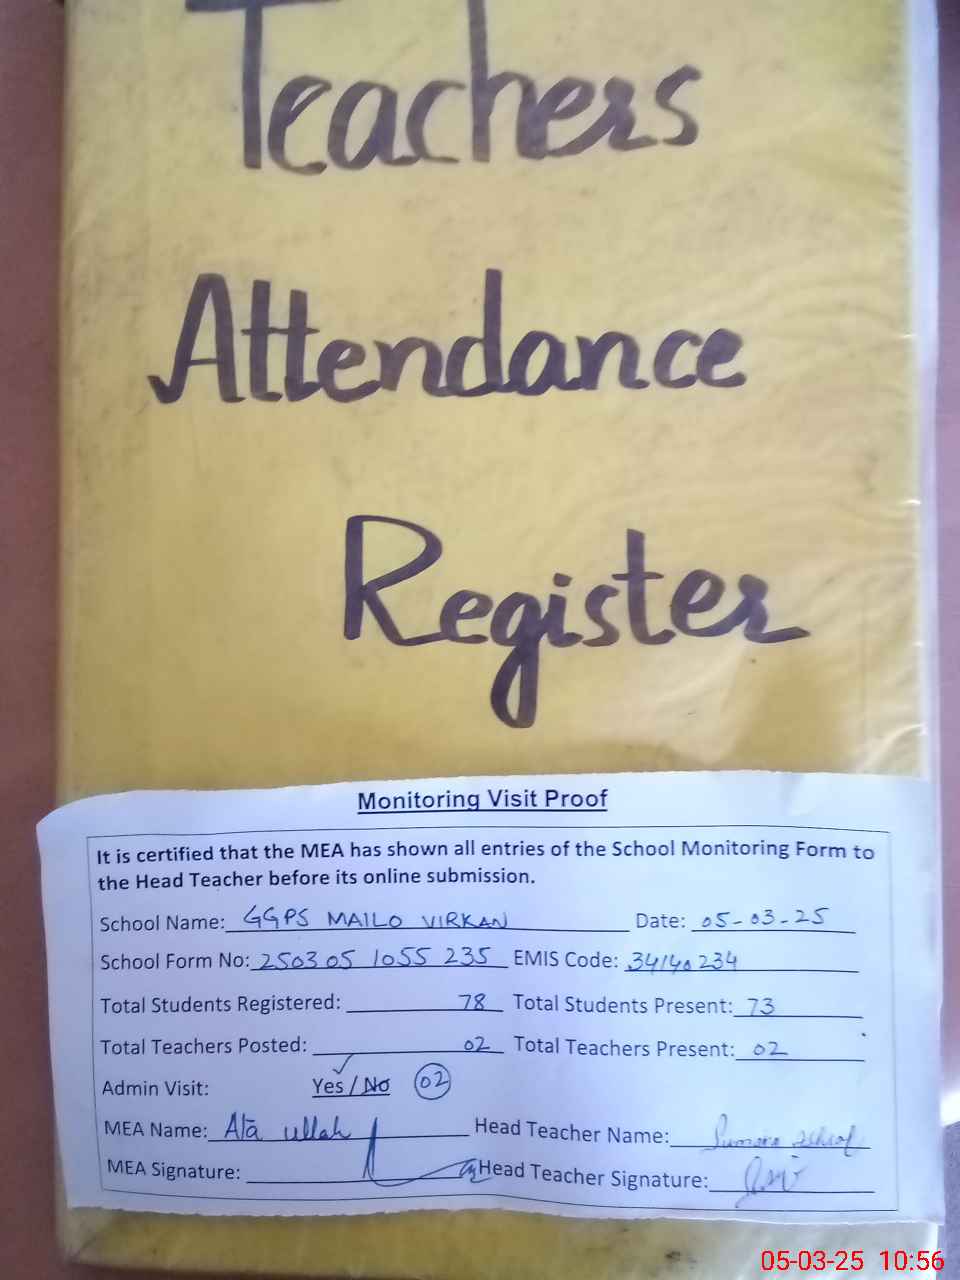 Teachers
Attendance
Register
Monitoring Visit Proof
It is certified that the MEA has shown all entries of the School Monitoring Form to
the Head Teacher before its online submission.
School Name: GGPS MAILO VIRKAN Date: 05-03-25
School Form No: 250305 1055 235 EMIS Code: 34140234
Total Students Registered: 78 Total Students Present: 73
Total Teachers Posted: 02 Total Teachers Present: 02
Admin Visit: Yes / No 02
MEA Name: Ata ullah Head Teacher Name:
MEA Signature: Head Teacher Signature:
05-03-25 10:56